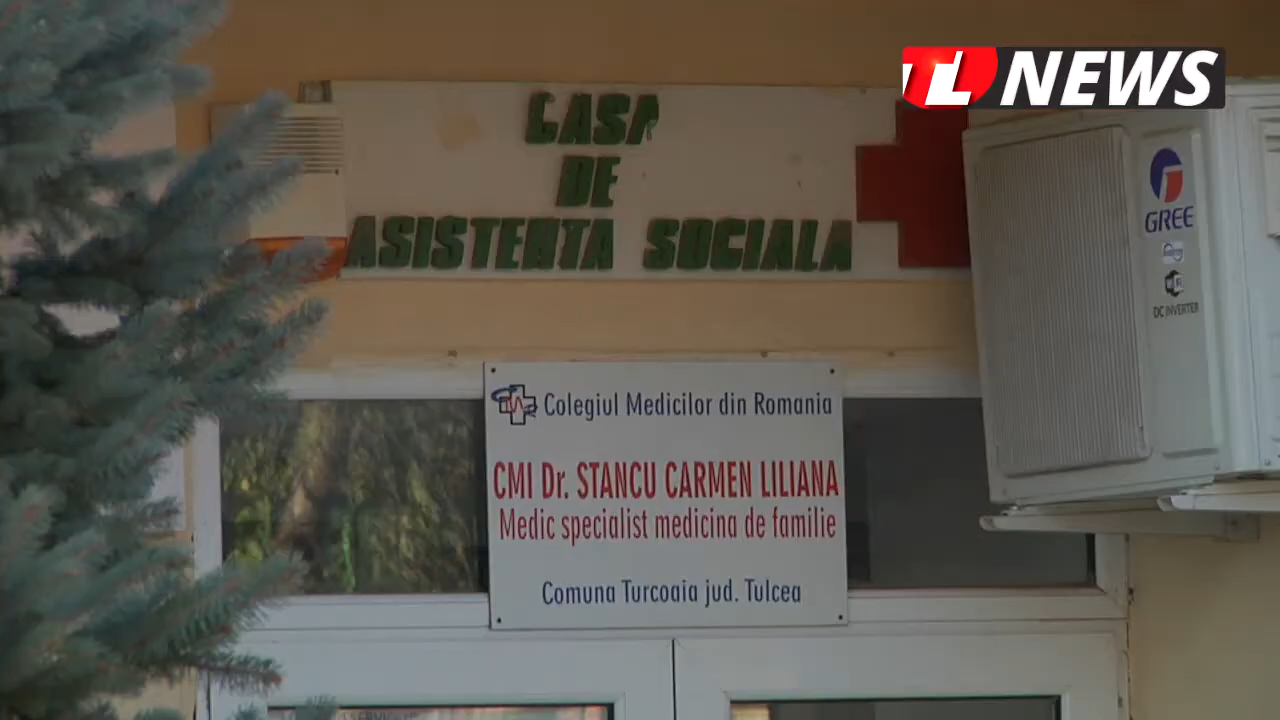 TL NEWS
CASA
DE
ASISTENTA SOCIALA
GREE
DC INVERTER
Colegiul Medicilor din Romania
CMI Dr. STANCU CARMEN LILIANA
Medic specialist medicina de familie
Comuna Turcoaia jud. Tulcea